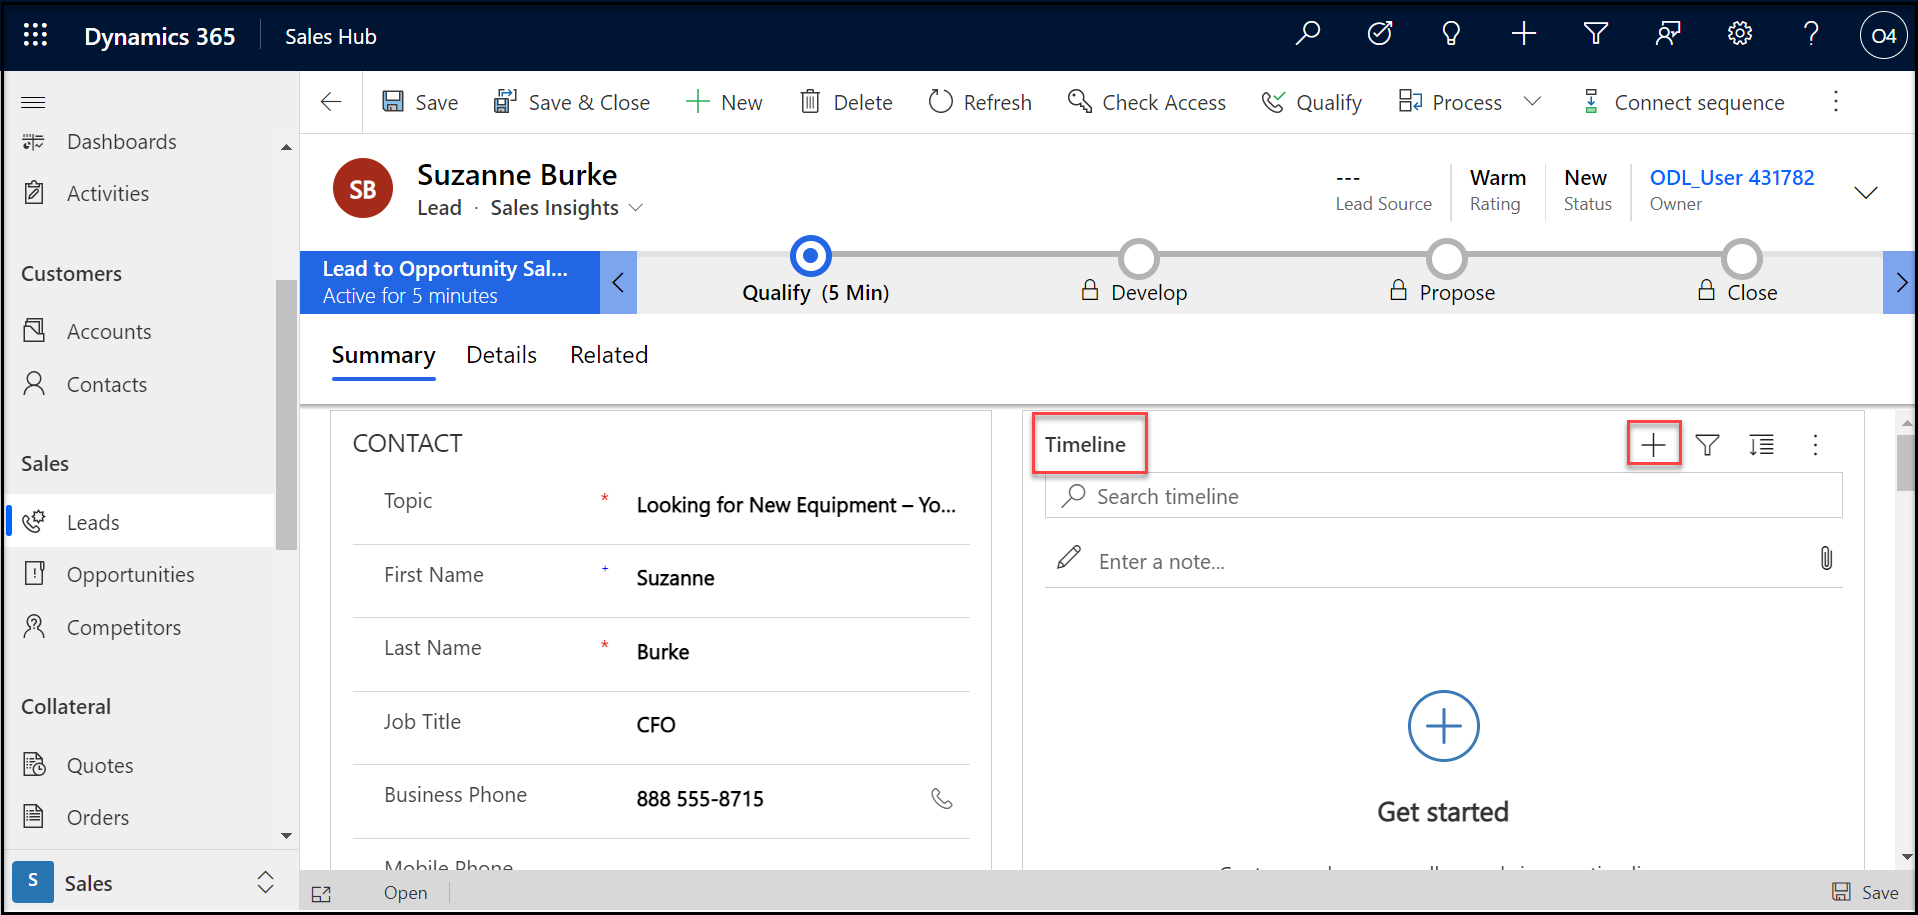 Dynamics 365
Sales Hub
O4
Save
Save & Close
New
Delete
Refresh
Check Access
Qualify
Process
Connect sequence
Dashboards
Activities
Customers
Accounts
Contacts
Sales
Leads
Opportunities
Competitors
Collateral
Quotes
Orders
S
Sales
SB
Suzanne Burke
Lead · Sales Insights
---
Lead Source
Warm
Rating
New
Status
ODL_User 431782
Owner
Lead to Opportunity Sal...
Active for 5 minutes
Qualify (5 Min)
Develop
Propose
Close
Summary
Details
Related
CONTACT
Topic
*
Looking for New Equipment – Yo...
First Name
+
Suzanne
Last Name
*
Burke
Job Title
CFO
Business Phone
888 555-8715
Mobile Phone
Timeline
Search timeline
Enter a note...
Get started
Open
Save